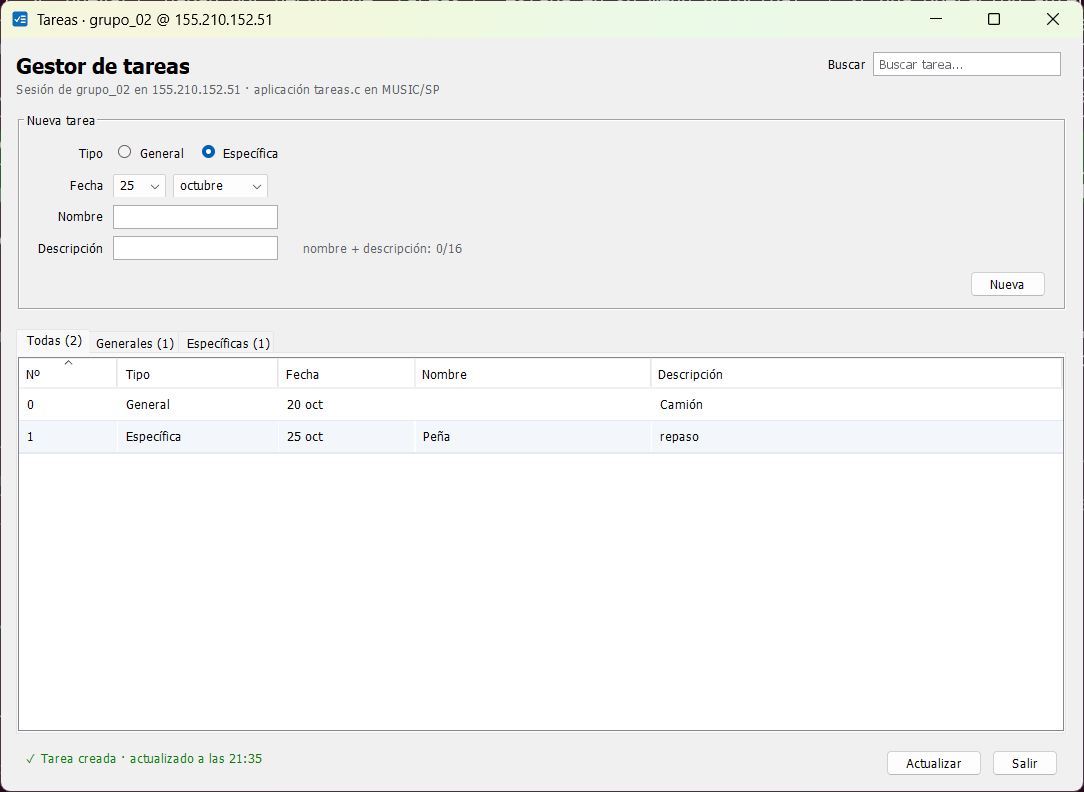 Tareas · grupo_02 @ 155.210.152.51
Gestor de tareas
Buscar Buscar tarea...
Sesión de grupo_02 en 155.210.152.51 · aplicación tareas.c en MUSIC/SP
Nueva tarea
Tipo General Específica
Fecha 25 octubre
Nombre
Descripción nombre + descripción: 0/16
Nueva
Todas (2) Generales (1) Específicas (1)
Nº Tipo Fecha Nombre Descripción
0 General 20 oct Camión
1 Específica 25 oct Peña repaso
✓ Tarea creada · actualizado a las 21:35
Actualizar Salir